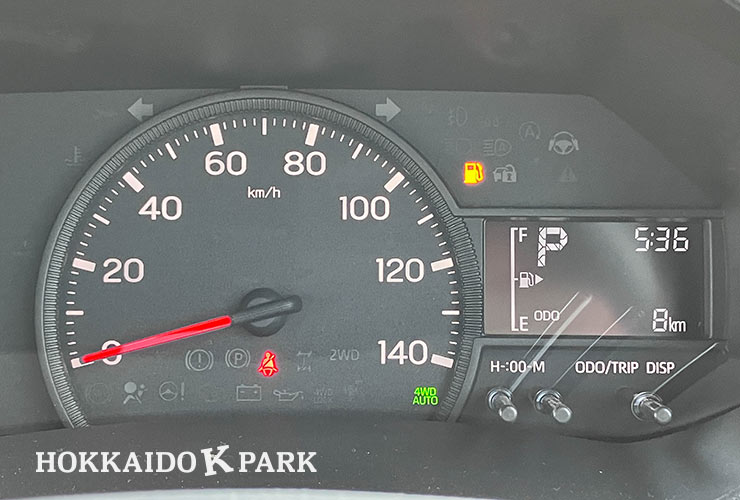 60 80
km/h
40 100
20 120
0 140
2WD
4WD
AUTO
F P 5:36
E ODO 8km
H-:00-M ODO/TRIP DISP
HOKKAIDO K PARK